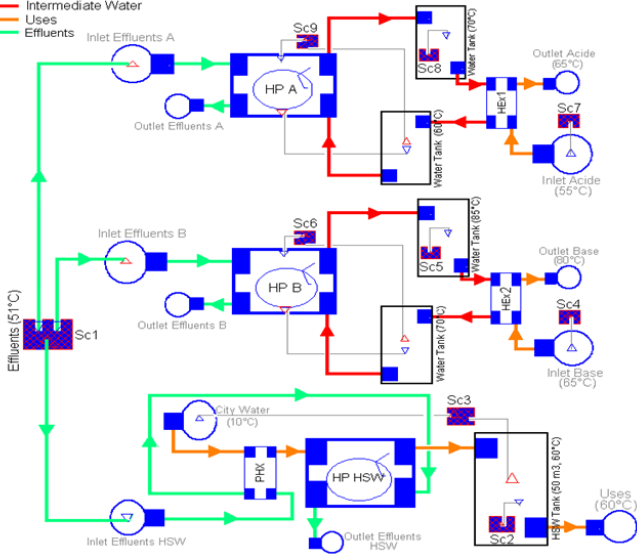 Intermediate Water
Uses
Effluents
Inlet Effluents A
Sc9
HP A
Outlet Effluents A
Water Tank (70°C)
Sc8
Water Tank (60°C)
HEx1
Outlet Acide
(65°C)
Sc7
Inlet Acide
(55°C)
Effluents (51°C)
Sc1
Inlet Effluents B
Sc6
HP B
Outlet Effluents B
Water Tank (85°C)
Sc5
Water Tank (70°C)
HEx2
Outlet Base
(80°C)
Sc4
Inlet Base
(65°C)
City Water
(10°C)
PHX
HP HSW
Sc3
HSW Tank (50 m3, 60°C)
Sc2
Uses
(60°C)
Inlet Effluents HSW
Outlet Effluents
HSW